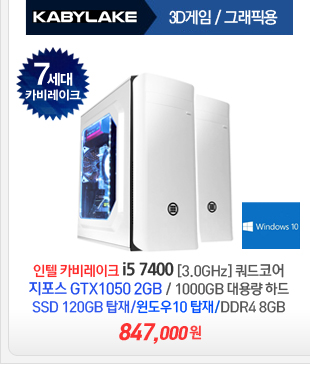 KABYLAKE 3D게임 / 그래픽용
7세대
카비레이크
Windows 10
인텔 카비레이크 i5 7400 [3.0GHz] 쿼드코어
지포스 GTX1050 2GB / 1000GB 대용량 하드
SSD 120GB 탑재/윈도우10 탑재/DDR4 8GB
847,000원